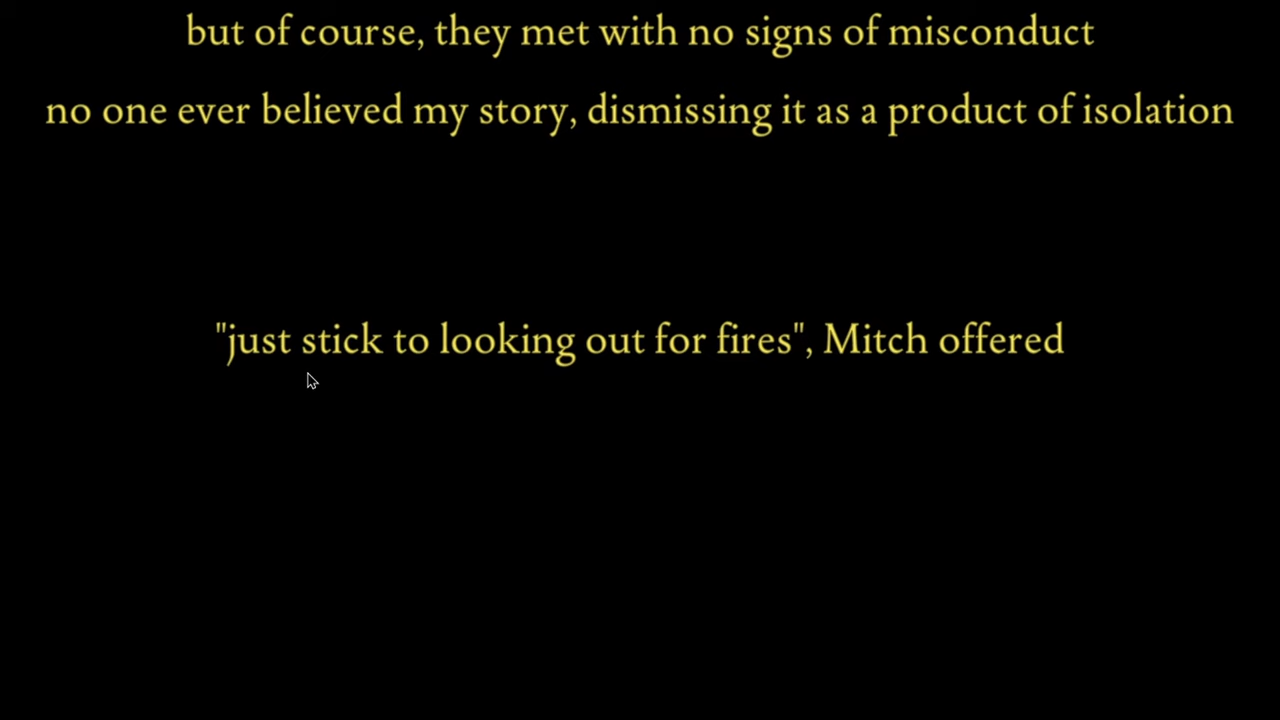 but of course, they met with no signs of misconduct
no one ever believed my story, dismissing it as a product of isolation
"just stick to looking out for fires", Mitch offered